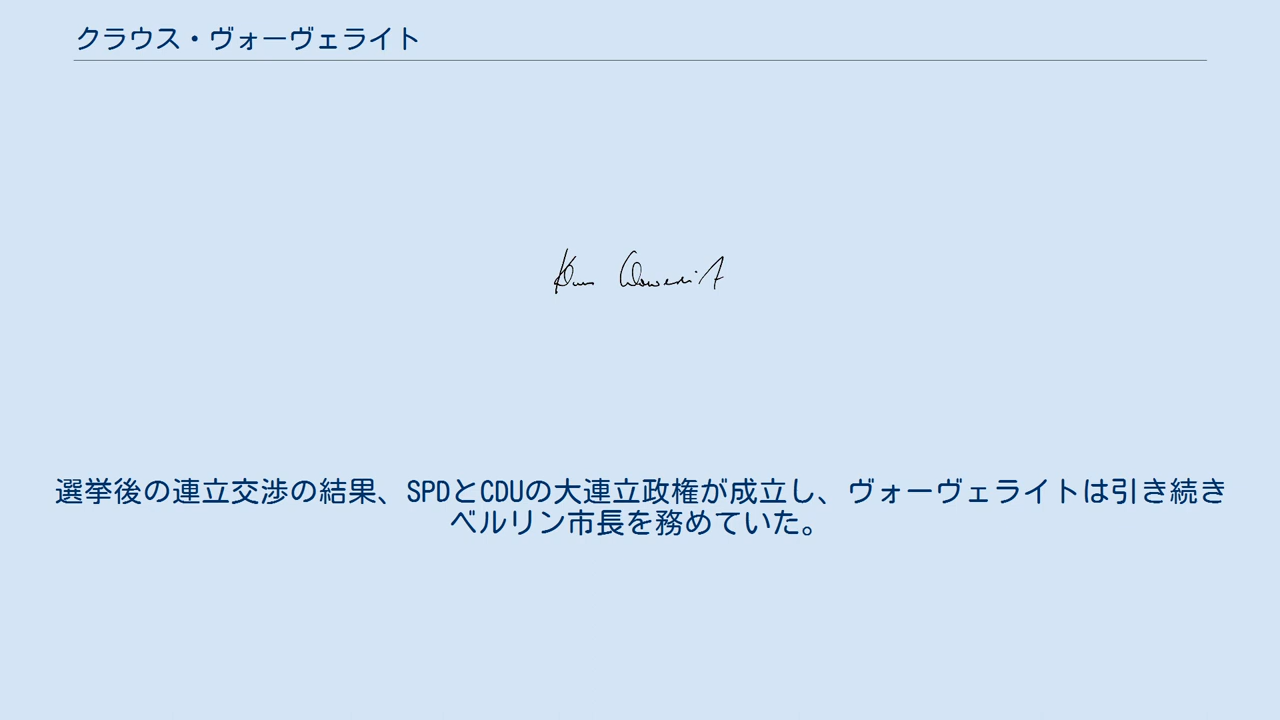 クラウス・ヴォーヴェライト
Klaus Wowereit
選挙後の連立交渉の結果、SPDとCDUの大連立政権が成立し、ヴォーヴェライトは引き続き
ベルリン市長を務めていた。